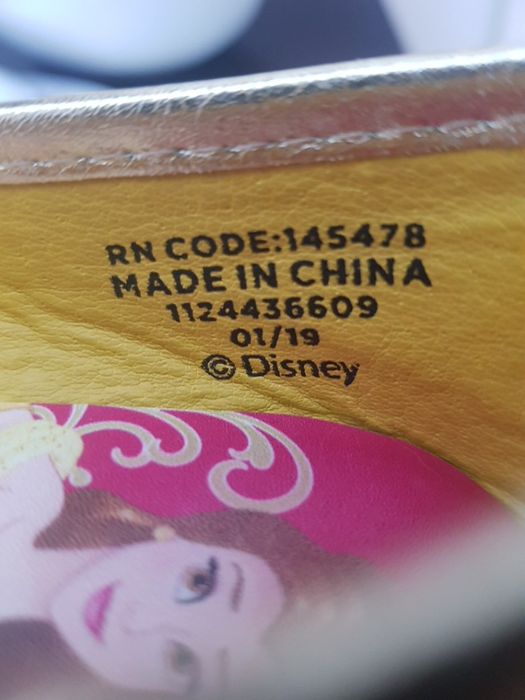 RN CODE:145478
MADE IN CHINA
1124436609
01/19
©Disney